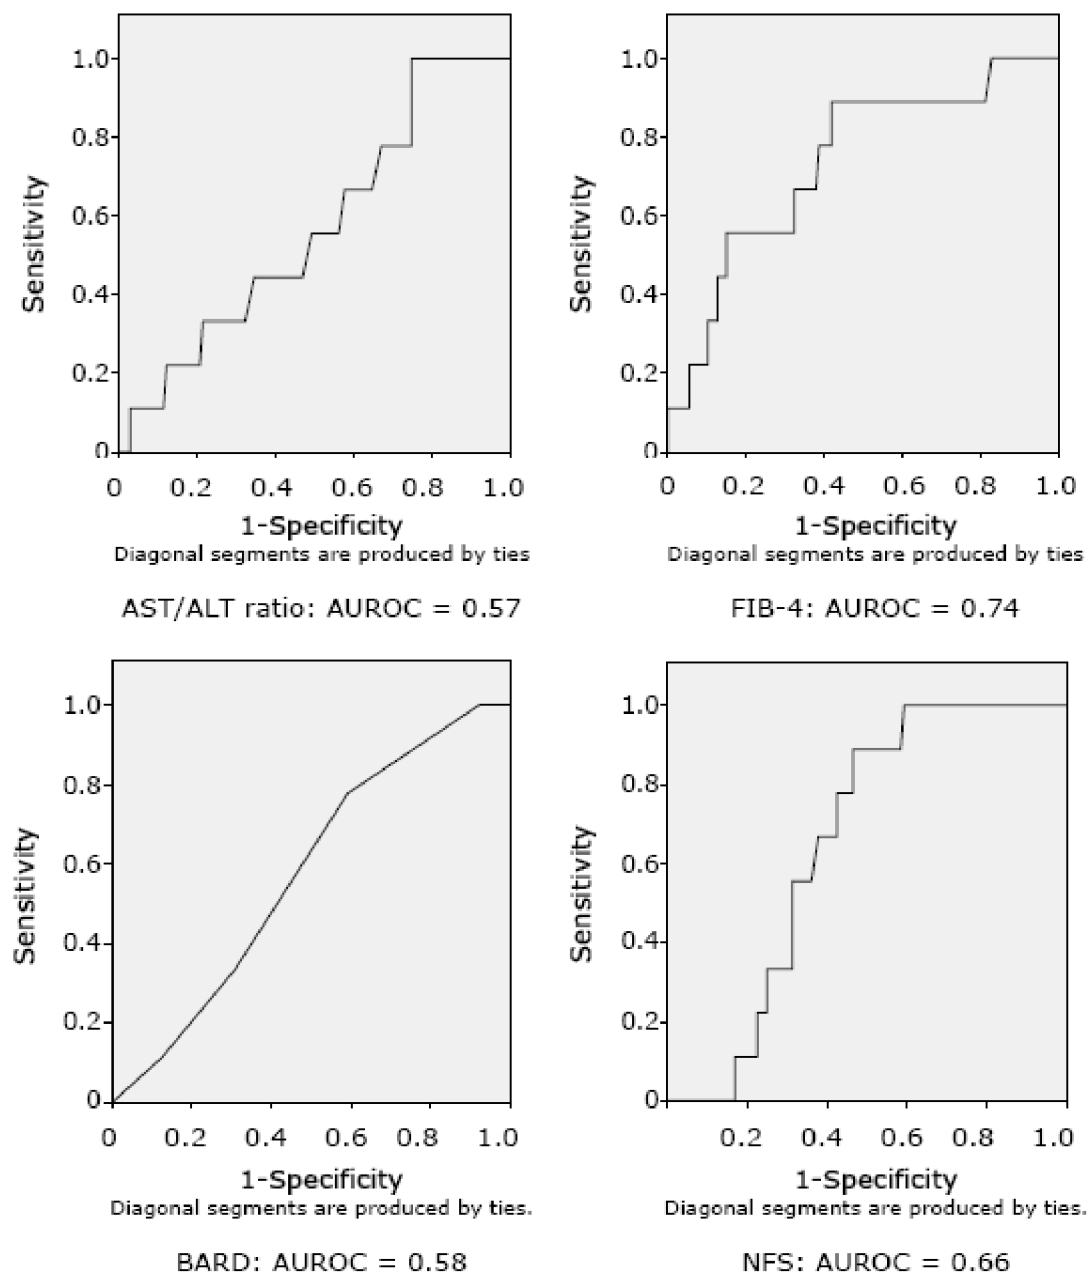 1.0
0.8
0.6
0.4
0.2
0
Sensitivity
0 0.2 0.4 0.6 0.8 1.0
1-Specificity
Diagonal segments are produced by ties
AST/ALT ratio: AUROC = 0.57
1.0
0.8
0.6
0.4
0.2
0
Sensitivity
0 0.2 0.4 0.6 0.8 1.0
1-Specificity
Diagonal segments are produced by ties
FIB-4: AUROC = 0.74
1.0
0.8
0.6
0.4
0.2
0
Sensitivity
0 0.2 0.4 0.6 0.8 1.0
1-Specificity
Diagonal segments are produced by ties.
BARD: AUROC = 0.58
1.0
0.8
0.6
0.4
0.2
0
Sensitivity
0.2 0.4 0.6 0.8 1.0
1-Specificity
Diagonal segments are produced by ties.
NFS: AUROC = 0.66